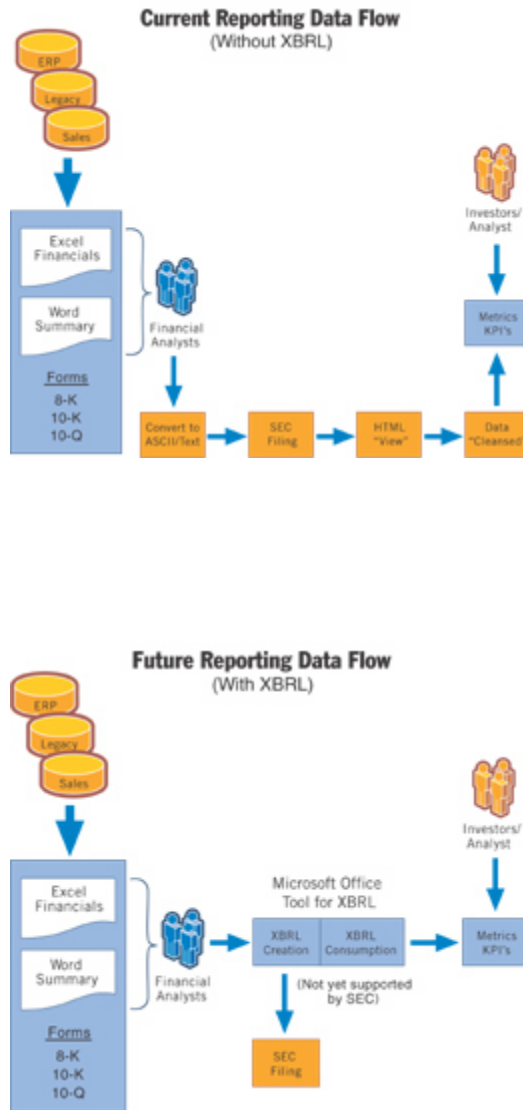 Current Reporting Data Flow
(Without XBRL)
ERP
Legacy
Sales
Excel
Financials
Word
Summary
Forms
8-K
10-K
10-Q
Financial
Analysts
Investors/
Analyst
Metrics
KPI's
Convert to
ASCII/Text
SEC
Filing
HTML
"View"
Data
"Cleansed"
Future Reporting Data Flow
(With XBRL)
ERP
Legacy
Sales
Excel
Financials
Word
Summary
Forms
8-K
10-K
10-Q
Financial
Analysts
Microsoft Office
Tool for XBRL
XBRL
Creation
XBRL
Consumption
(Not yet supported
by SEC)
SEC
Filing
Investors/
Analyst
Metrics
KPI's